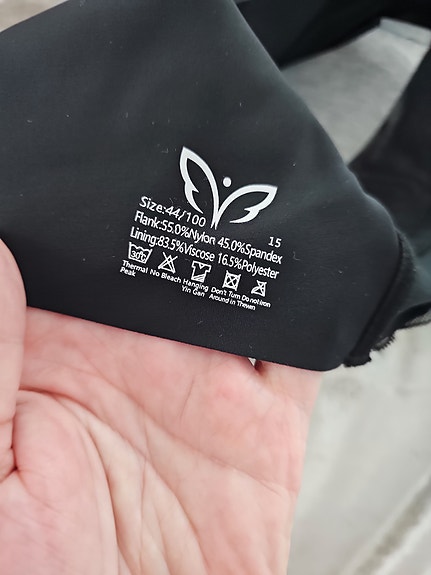 Size:44/100
15
Flank:55.0%Nylon 45.0%Spandex
Lining:83.5%Viscose 16.5%Polyester
30°
Thermal No Bleach Hanging Don't Turn Do not iron
Peak Yin Gan Around in Thewen